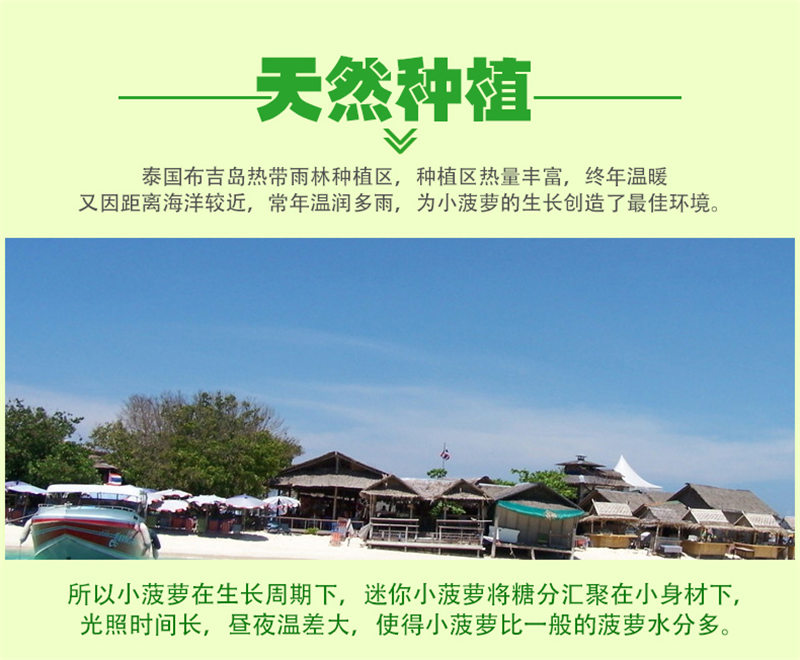 天然种植
泰国布吉岛热带雨林种植区，种植区热量丰富，终年温暖
又因距离海洋较近，常年温润多雨，为小菠萝的生长创造了最佳环境。
所以小菠萝在生长周期下，迷你小菠萝将糖分汇聚在小身材下，
光照时间长，昼夜温差大，使得小菠萝比一般的菠萝水分多。